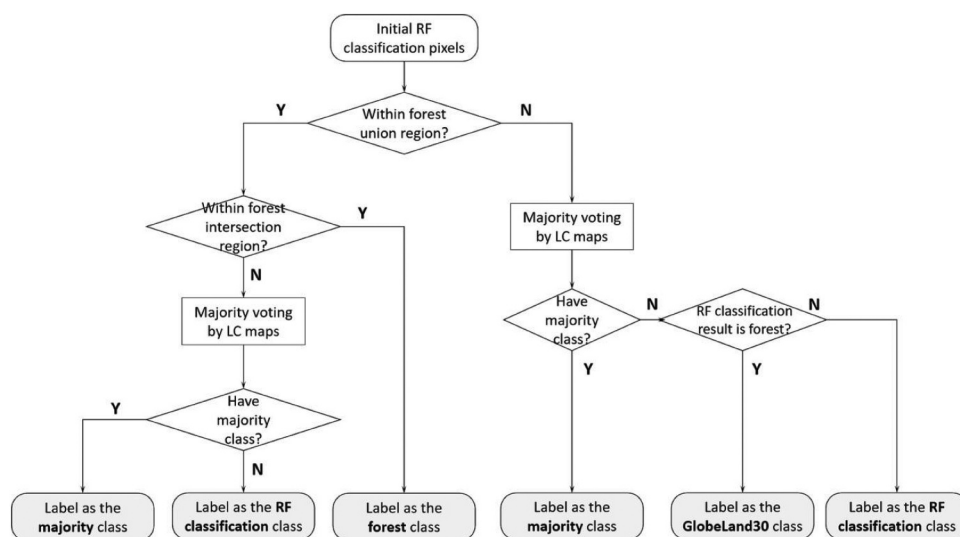 Initial RF
classification pixels
Y
N
Within forest
union region?
Within forest
intersection
region?
Y
N
Majority voting
by LC maps
Majority voting
by LC maps
Have
majority
class?
N
RF classification
result is forest?
N
Y
Y
Have
majority
class?
Y
N
Label as the
majority class
Label as the RF
classification class
Label as the
forest class
Label as the
majority class
Label as the
GlobeLand30 class
Label as the RF
classification class